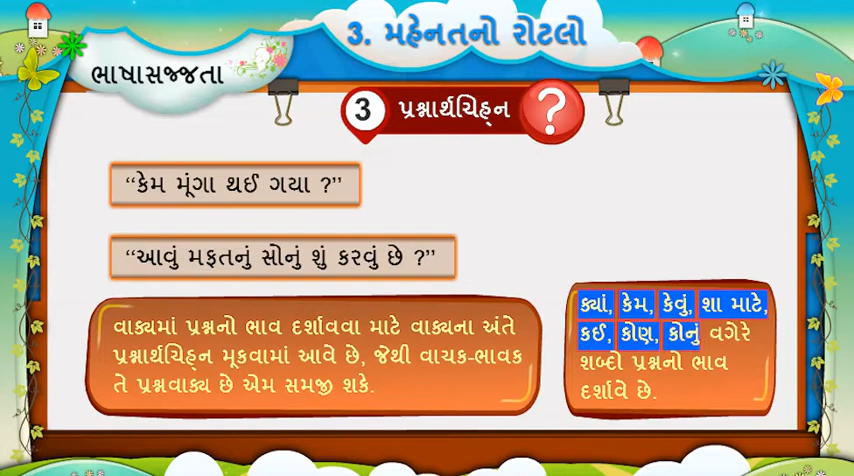 3. મહેનતનો રોટલો
ભાષાસજ્જતા
3 પ્રશ્નાર્થચિહ્ન ?
“કેમ મૂંગા થઈ ગયા ?”
“આવું મફતનું સોનું શું કરવું છે ?”
વાક્યમાં પ્રશ્નનો ભાવ દર્શાવવા માટે વાક્યના અંતે
પ્રશ્નાર્થચિહ્ન મૂકવામાં આવે છે, જેથી વાચક-ભાવક
તે પ્રશ્નવાક્ય છે એમ સમજી શકે.
ક્યાં, કેમ, કેવું, શા માટે,
કઈ, કોણ, કોનું વગેરે
શબ્દો પ્રશ્નનો ભાવ
દર્શાવે છે.